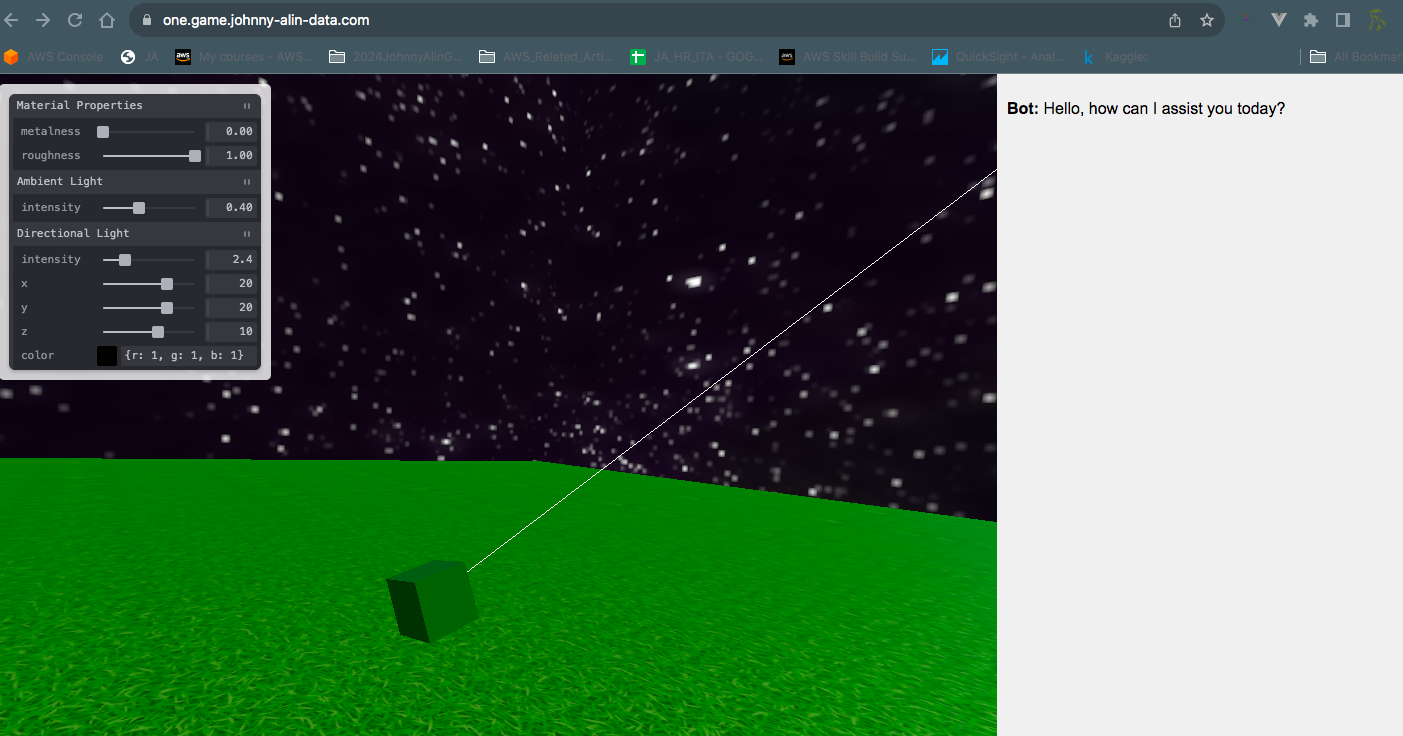 one.game.johnny-alin-data.com
AWS Console
JA
aws
My courses - AWS...
2024JohnnyAlinG...
AWS_Related_Arti...
JA_HR_ITA - GOG...
aws
AWS Skill Build Su...
QuickSight - Anal...
k
Kaggle:
All Bookmar
Material Properties
metalness 0.00
roughness 1.00
Ambient Light
intensity 0.40
Directional Light
intensity 2.4
x 20
y 20
z 10
color {r: 1, g: 1, b: 1}
Bot: Hello, how can I assist you today?